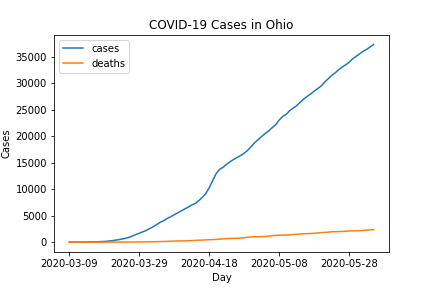 COVID-19 Cases in Ohio
cases
deaths
35000
30000
25000
20000
15000
10000
5000
0
Cases
2020-03-09 2020-03-29 2020-04-18 2020-05-08 2020-05-28
Day